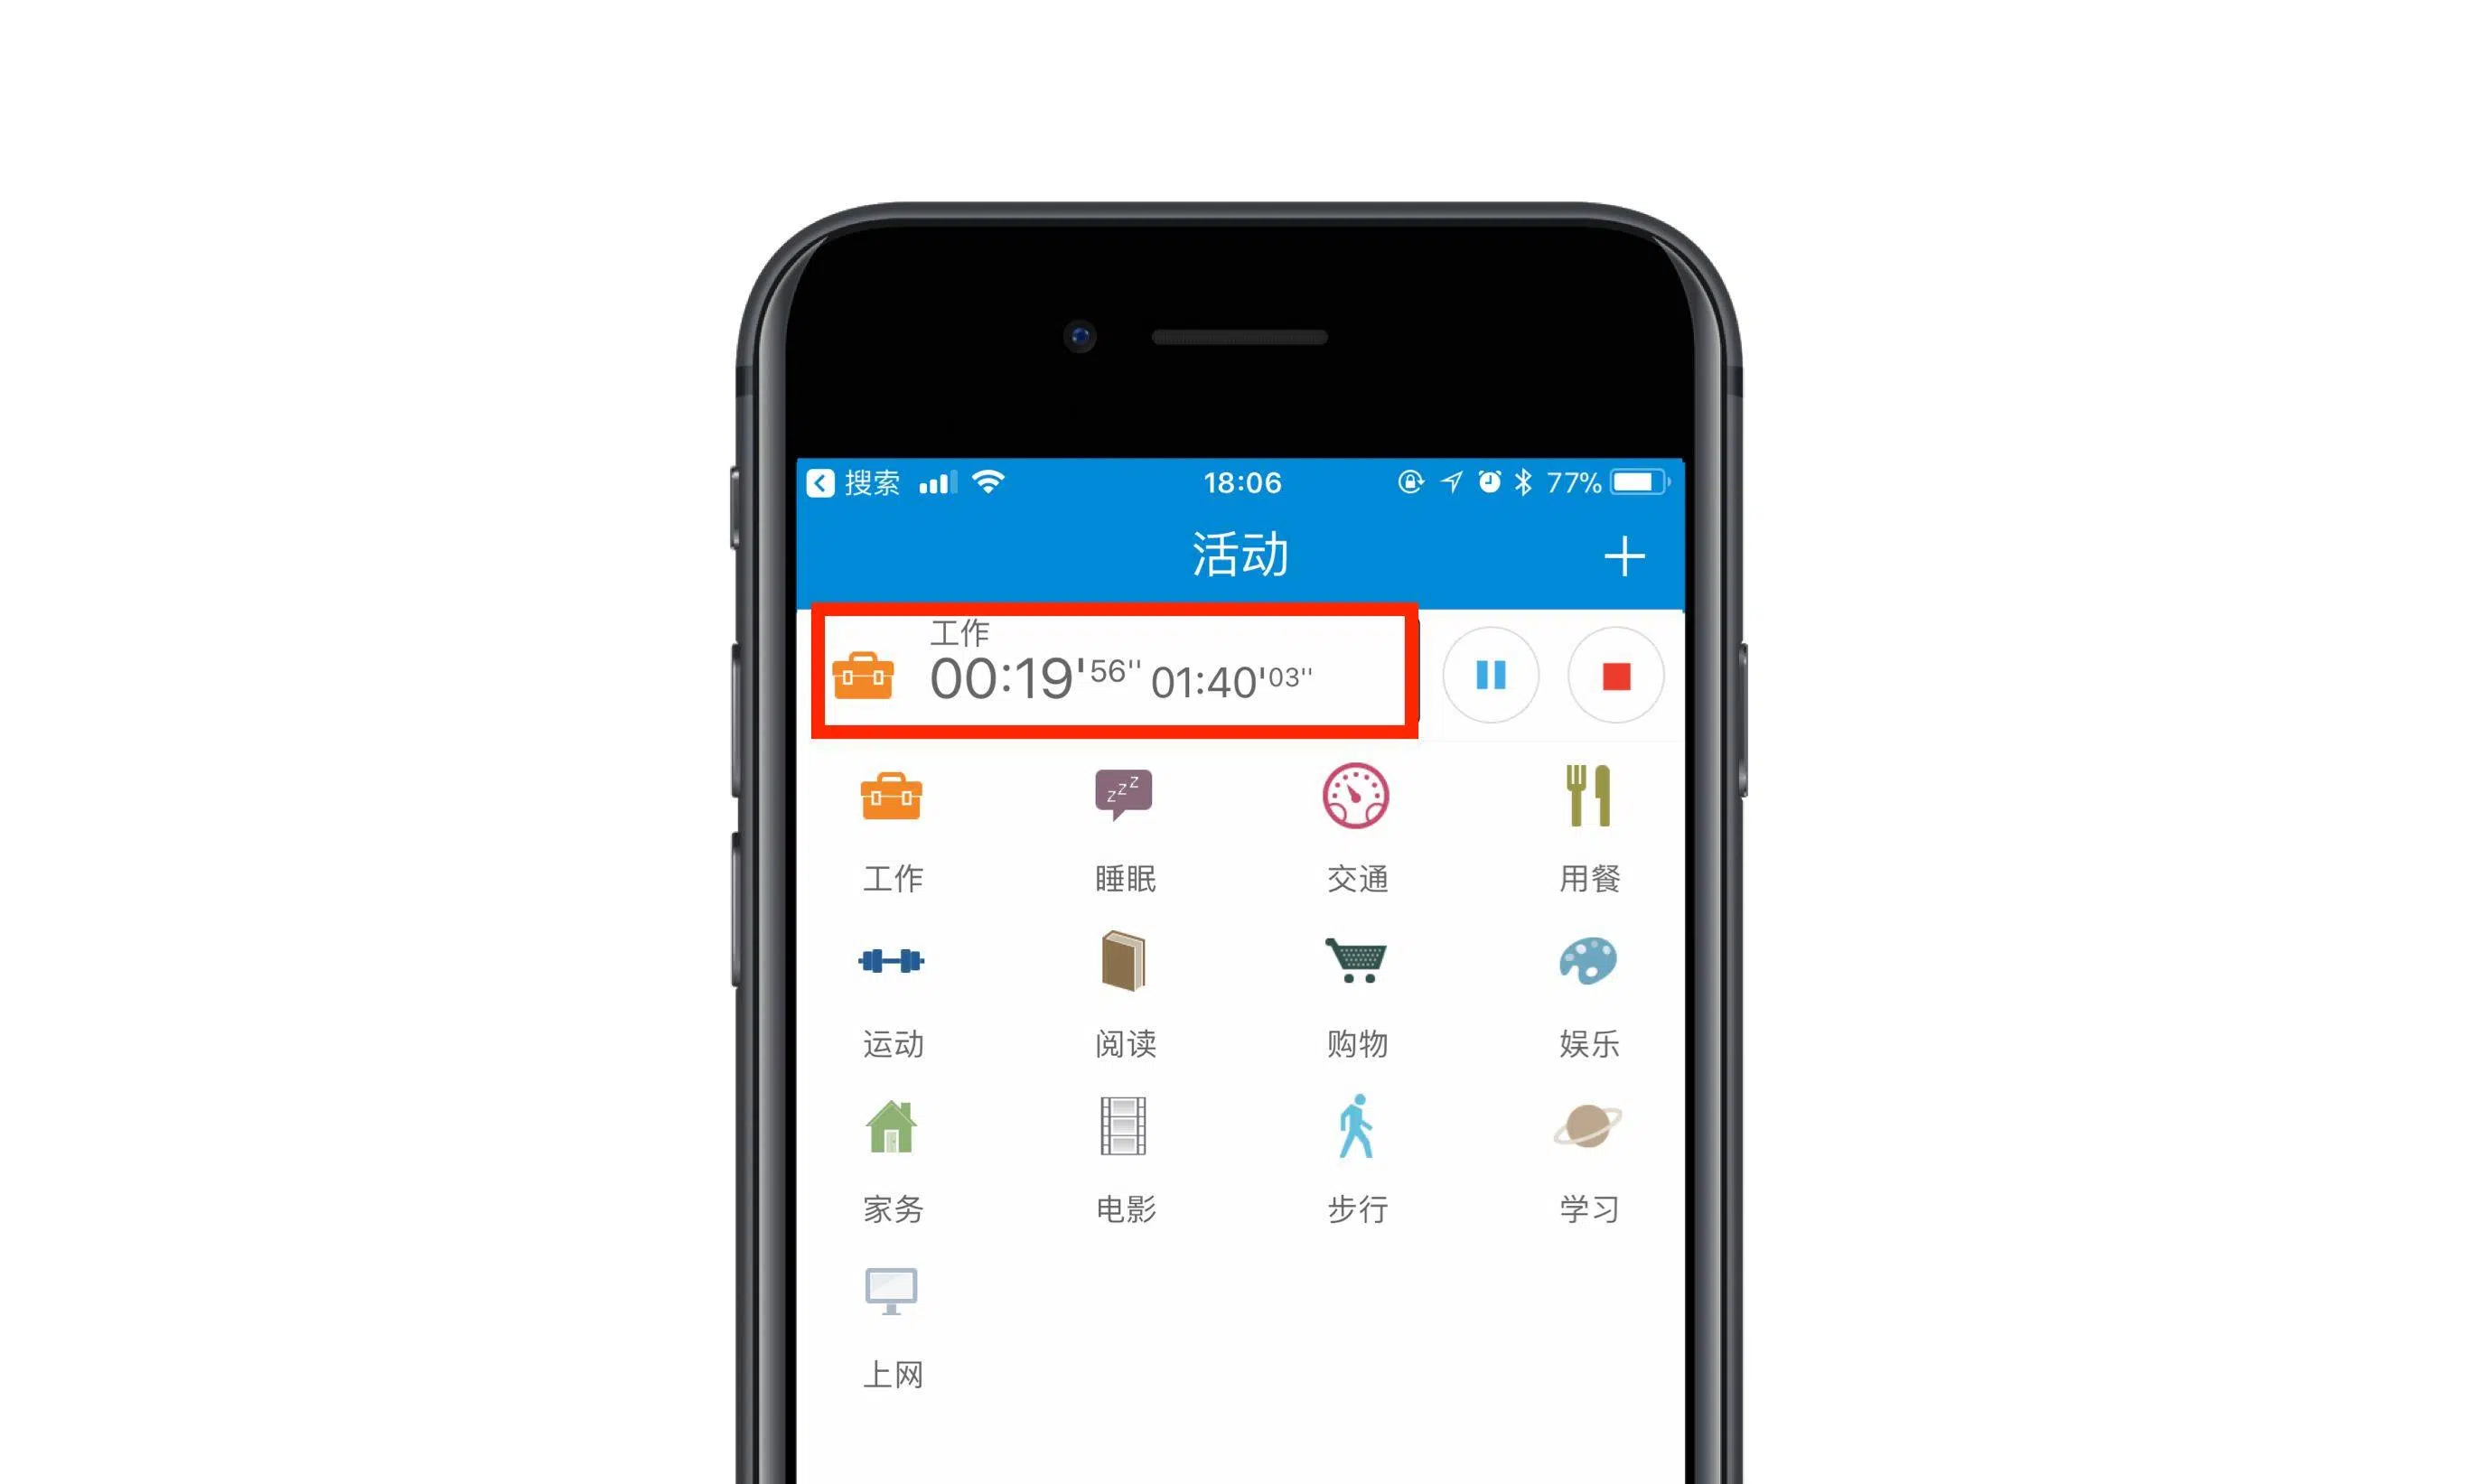 搜索 18:06 77%
活动
工作
00:19'56'' 01:40'03''
zzz
工作 睡眠 交通 用餐
运动 阅读 购物 娱乐
家务 电影 步行 学习
上网